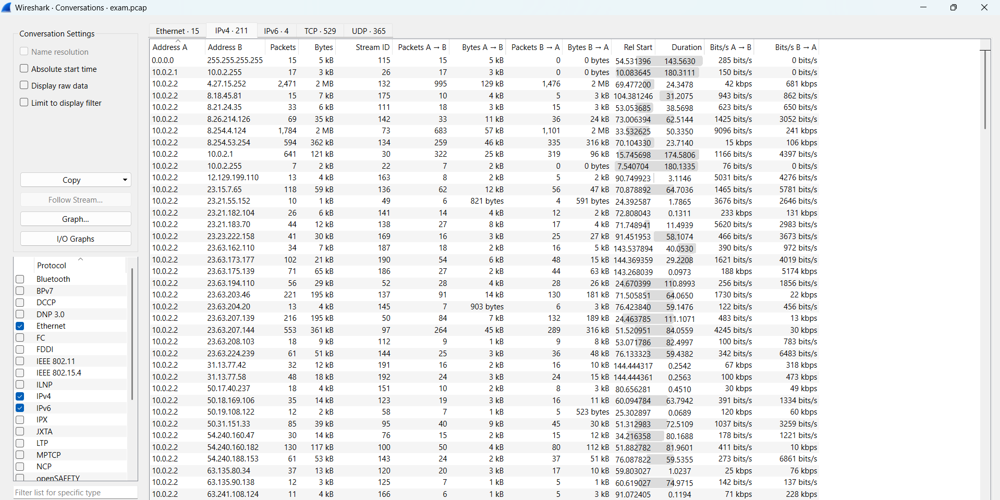 Wireshark · Conversations · exam.pcap
Conversation Settings
Name resolution
Absolute start time
Display raw data
Limit to display filter
Copy
Follow Stream...
Graph...
I/O Graphs
Protocol
Bluetooth
BPv7
DCCP
DNP 3.0
Ethernet
FC
FDDI
IEEE 802.11
IEEE 802.15.4
ILNP
IPv4
IPv6
IPX
JXTA
LTP
MPTCP
NCP
openSAFETY
Filter list for specific type
Ethernet · 15 IPv4 · 211 IPv6 · 4 TCP · 529 UDP · 365
Address A Address B Packets Bytes Stream ID Packets A → B Bytes A → B Packets B → A Bytes B → A Rel Start Duration Bits/s A → B Bits/s B → A
0.0.0.0 255.255.255.255 15 5 kB 115 15 5 kB 0 0 bytes 54.531396 143.5630 285 bits/s 0 bits/s
10.0.2.1 10.0.2.255 17 3 kB 26 17 3 kB 0 0 bytes 10.083645 180.3111 150 bits/s 0 bits/s
10.0.2.2 4.27.15.252 2,471 2 MB 132 995 129 kB 1,476 2 MB 69.477200 24.3478 42 kbps 681 kbps
10.0.2.2 8.18.45.81 15 7 kB 175 10 4 kB 5 3 kB 104.381246 31.2075 943 bits/s 862 bits/s
10.0.2.2 8.21.24.35 33 6 kB 111 18 3 kB 15 3 kB 53.053685 38.5698 623 bits/s 650 bits/s
10.0.2.2 8.26.214.126 69 35 kB 142 33 11 kB 36 24 kB 73.006394 62.5144 1425 bits/s 3052 bits/s
10.0.2.2 8.254.4.124 1,784 2 MB 73 683 57 kB 1,101 2 MB 33.532625 50.3350 9096 bits/s 241 kbps
10.0.2.2 8.254.53.254 594 362 kB 134 259 46 kB 335 316 kB 70.104330 23.7140 15 kbps 106 kbps
10.0.2.2 10.0.2.1 641 121 kB 30 322 25 kB 319 96 kB 15.745698 174.5806 1166 bits/s 4397 bits/s
10.0.2.2 10.0.2.255 7 2 kB 22 7 2 kB 0 0 bytes 7.540704 180.1335 76 bits/s 0 bits/s
10.0.2.2 12.129.199.110 13 4 kB 163 8 2 kB 5 2 kB 90.749923 3.1146 5031 bits/s 4276 bits/s
10.0.2.2 23.15.7.65 118 59 kB 136 62 12 kB 56 47 kB 70.878892 64.7036 1465 bits/s 5781 bits/s
10.0.2.2 23.21.55.152 10 1 kB 49 6 821 bytes 4 591 bytes 24.392587 1.7865 3676 bits/s 2646 bits/s
10.0.2.2 23.21.182.104 26 6 kB 141 14 4 kB 12 2 kB 72.808043 0.1311 233 kbps 131 kbps
10.0.2.2 23.21.183.70 44 12 kB 138 27 8 kB 17 4 kB 71.748941 11.4939 5620 bits/s 2983 bits/s
10.0.2.2 23.23.222.158 41 30 kB 169 16 3 kB 25 27 kB 91.451953 58.1074 466 bits/s 3673 bits/s
10.0.2.2 23.63.162.110 34 7 kB 187 18 2 kB 16 5 kB 143.537894 40.0530 390 bits/s 972 bits/s
10.0.2.2 23.63.173.177 102 21 kB 190 54 6 kB 48 15 kB 144.369359 29.2208 1621 bits/s 4019 bits/s
10.0.2.2 23.63.175.139 71 65 kB 186 27 2 kB 44 63 kB 143.268039 0.0973 188 kbps 5174 kbps
10.0.2.2 23.63.194.110 56 29 kB 52 28 4 kB 28 26 kB 24.670399 110.8993 256 bits/s 1856 bits/s
10.0.2.2 23.63.203.46 221 195 kB 137 91 14 kB 130 181 kB 71.505851 64.0650 1730 bits/s 22 kbps
10.0.2.2 23.63.204.20 13 4 kB 145 7 903 bytes 6 3 kB 76.423840 59.1476 122 bits/s 456 bits/s
10.0.2.2 23.63.207.139 216 195 kB 50 84 7 kB 132 189 kB 24.463785 111.1071 483 bits/s 13 kbps
10.0.2.2 23.63.207.144 553 361 kB 97 264 45 kB 289 316 kB 51.520951 84.0559 4245 bits/s 30 kbps
10.0.2.2 23.63.208.103 18 9 kB 112 9 1 kB 9 8 kB 53.071786 82.4997 100 bits/s 783 bits/s
10.0.2.2 23.63.224.239 61 51 kB 144 25 3 kB 36 48 kB 76.133323 59.4382 342 bits/s 6483 bits/s
10.0.2.2 31.13.77.42 32 12 kB 191 16 2 kB 16 10 kB 144.444317 0.2542 67 kbps 318 kbps
10.0.2.2 31.13.77.58 48 18 kB 192 24 3 kB 24 15 kB 144.444361 0.2563 100 kbps 473 kbps
10.0.2.2 50.17.40.237 18 4 kB 151 10 2 kB 8 3 kB 80.656281 0.4510 30 kbps 49 kbps
10.0.2.2 50.18.169.106 35 14 kB 123 19 3 kB 16 11 kB 60.094784 63.7942 391 bits/s 1334 bits/s
10.0.2.2 50.19.108.122 12 2 kB 58 7 1 kB 5 523 bytes 25.302897 0.0689 120 kbps 60 kbps
10.0.2.2 50.31.151.33 85 39 kB 95 40 9 kB 45 30 kB 51.312983 72.5109 1037 bits/s 3259 bits/s
10.0.2.2 54.240.160.47 30 14 kB 76 15 2 kB 15 12 kB 34.216358 80.1688 178 bits/s 1221 bits/s
10.0.2.2 54.240.160.182 130 117 kB 100 50 4 kB 80 112 kB 51.882782 81.9601 411 bits/s 10 kbps
10.0.2.2 54.240.188.153 61 53 kB 143 24 2 kB 37 51 kB 76.087822 59.5355 273 bits/s 6861 bits/s
10.0.2.2 63.135.80.34 37 13 kB 120 20 3 kB 17 10 kB 59.803027 1.0237 25 kbps 76 kbps
10.0.2.2 63.135.90.138 12 3 kB 125 7 1 kB 5 1 kB 60.619027 74.9715 142 bits/s 137 bits/s
10.0.2.2 63.241.108.124 11 4 kB 166 6 1 kB 5 3 kB 91.072405 0.1194 71 kbps 228 kbps